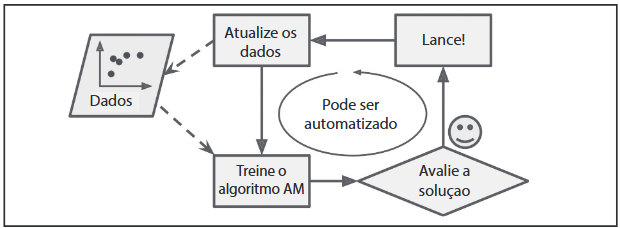 Atualize os
dados
Lance!
Dados
Pode ser
automatizado
Treine o
algoritmo AM
Avalie a
soluçao